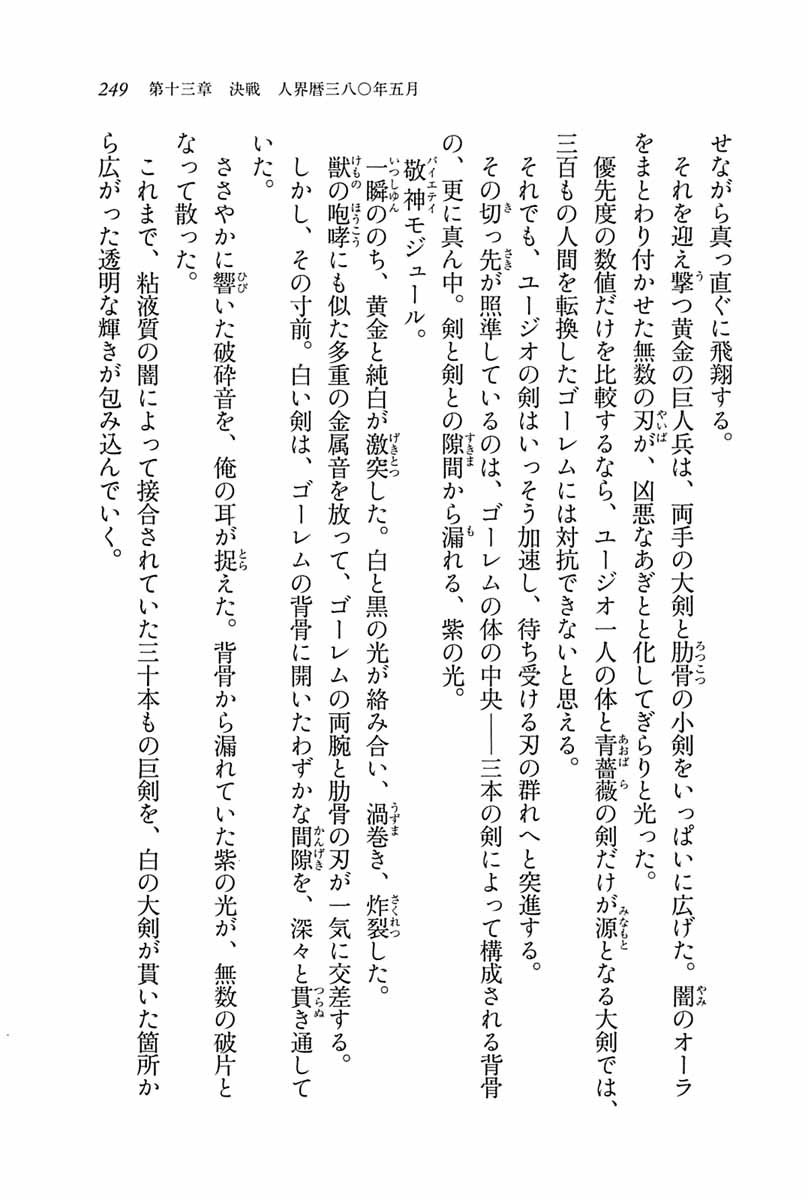 249　第十三章　決戦　人界暦三八〇年五月
せながら真っ直ぐに飛翔する。
　それを迎え撃つ黄金の巨人兵は、両手の大剣と肋骨の小剣をいっぱいに広げた。闇のオーラ
をまとわり付かせた無数の刃が、凶悪なあぎとと化してぎらりと光った。
　優先度の数値だけを比較するなら、ユージオ一人の体と青薔薇の剣だけが源となる大剣では、
三百もの人間を転換したゴーレムには対抗できないと思える。
　それでも、ユージオの剣はいっそう加速し、待ち受ける刃の群れへと突進する。
　その切っ先が照準しているのは、ゴーレムの体の中央――三本の剣によって構成される背骨
の、更に真ん中。剣と剣との隙間から漏れる、紫の光。
　敬神モジュール。
　一瞬ののち、黄金と純白が激突した。白と黒の光が絡み合い、渦巻き、炸裂した。
　獣の咆哮にも似た多重の金属音を放って、ゴーレムの両腕と肋骨の刃が一気に交差する。
　しかし、その寸前。白い剣は、ゴーレムの背骨に開いたわずかな間隙を、深々と貫き通して
いた。
　ささやかに響いた破砕音を、俺の耳が捉えた。背骨から漏れていた紫の光が、無数の破片と
なって散った。
　これまで、粘液質の闇によって接合されていた三十本もの巨剣を、白の大剣が貫いた箇所か
ら広がった透明な輝きが包み込んでいく。